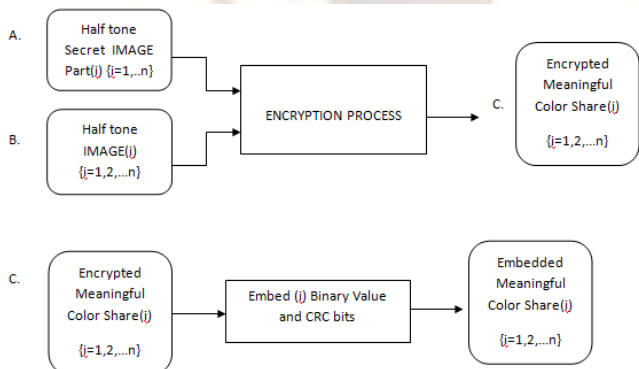 A.
Half tone
Secret IMAGE
Part(i) {i=1,..n}
B.
Half tone
IMAGE(i)
{i=1,2,...n}
ENCRYPTION PROCESS
C.
Encrypted
Meaningful
Color Share(i)
{i=1,2,...n}
C.
Encrypted
Meaningful
Color Share(i)
{i=1,2,...n}
Embed (i) Binary Value
and CRC bits
Embedded
Meaningful
Color Share(i)
{i=1,2,...n}